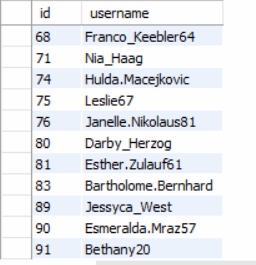 id username
68 Franco_Keebler64
71 Nia_Haag
74 Hulda.Macejkovic
75 Leslie67
76 Janelle.Nikolaus81
80 Darby_Herzog
81 Esther.Zulauf61
83 Bartholome.Bernhard
89 Jessyca_West
90 Esmeralda.Mraz57
91 Bethany20